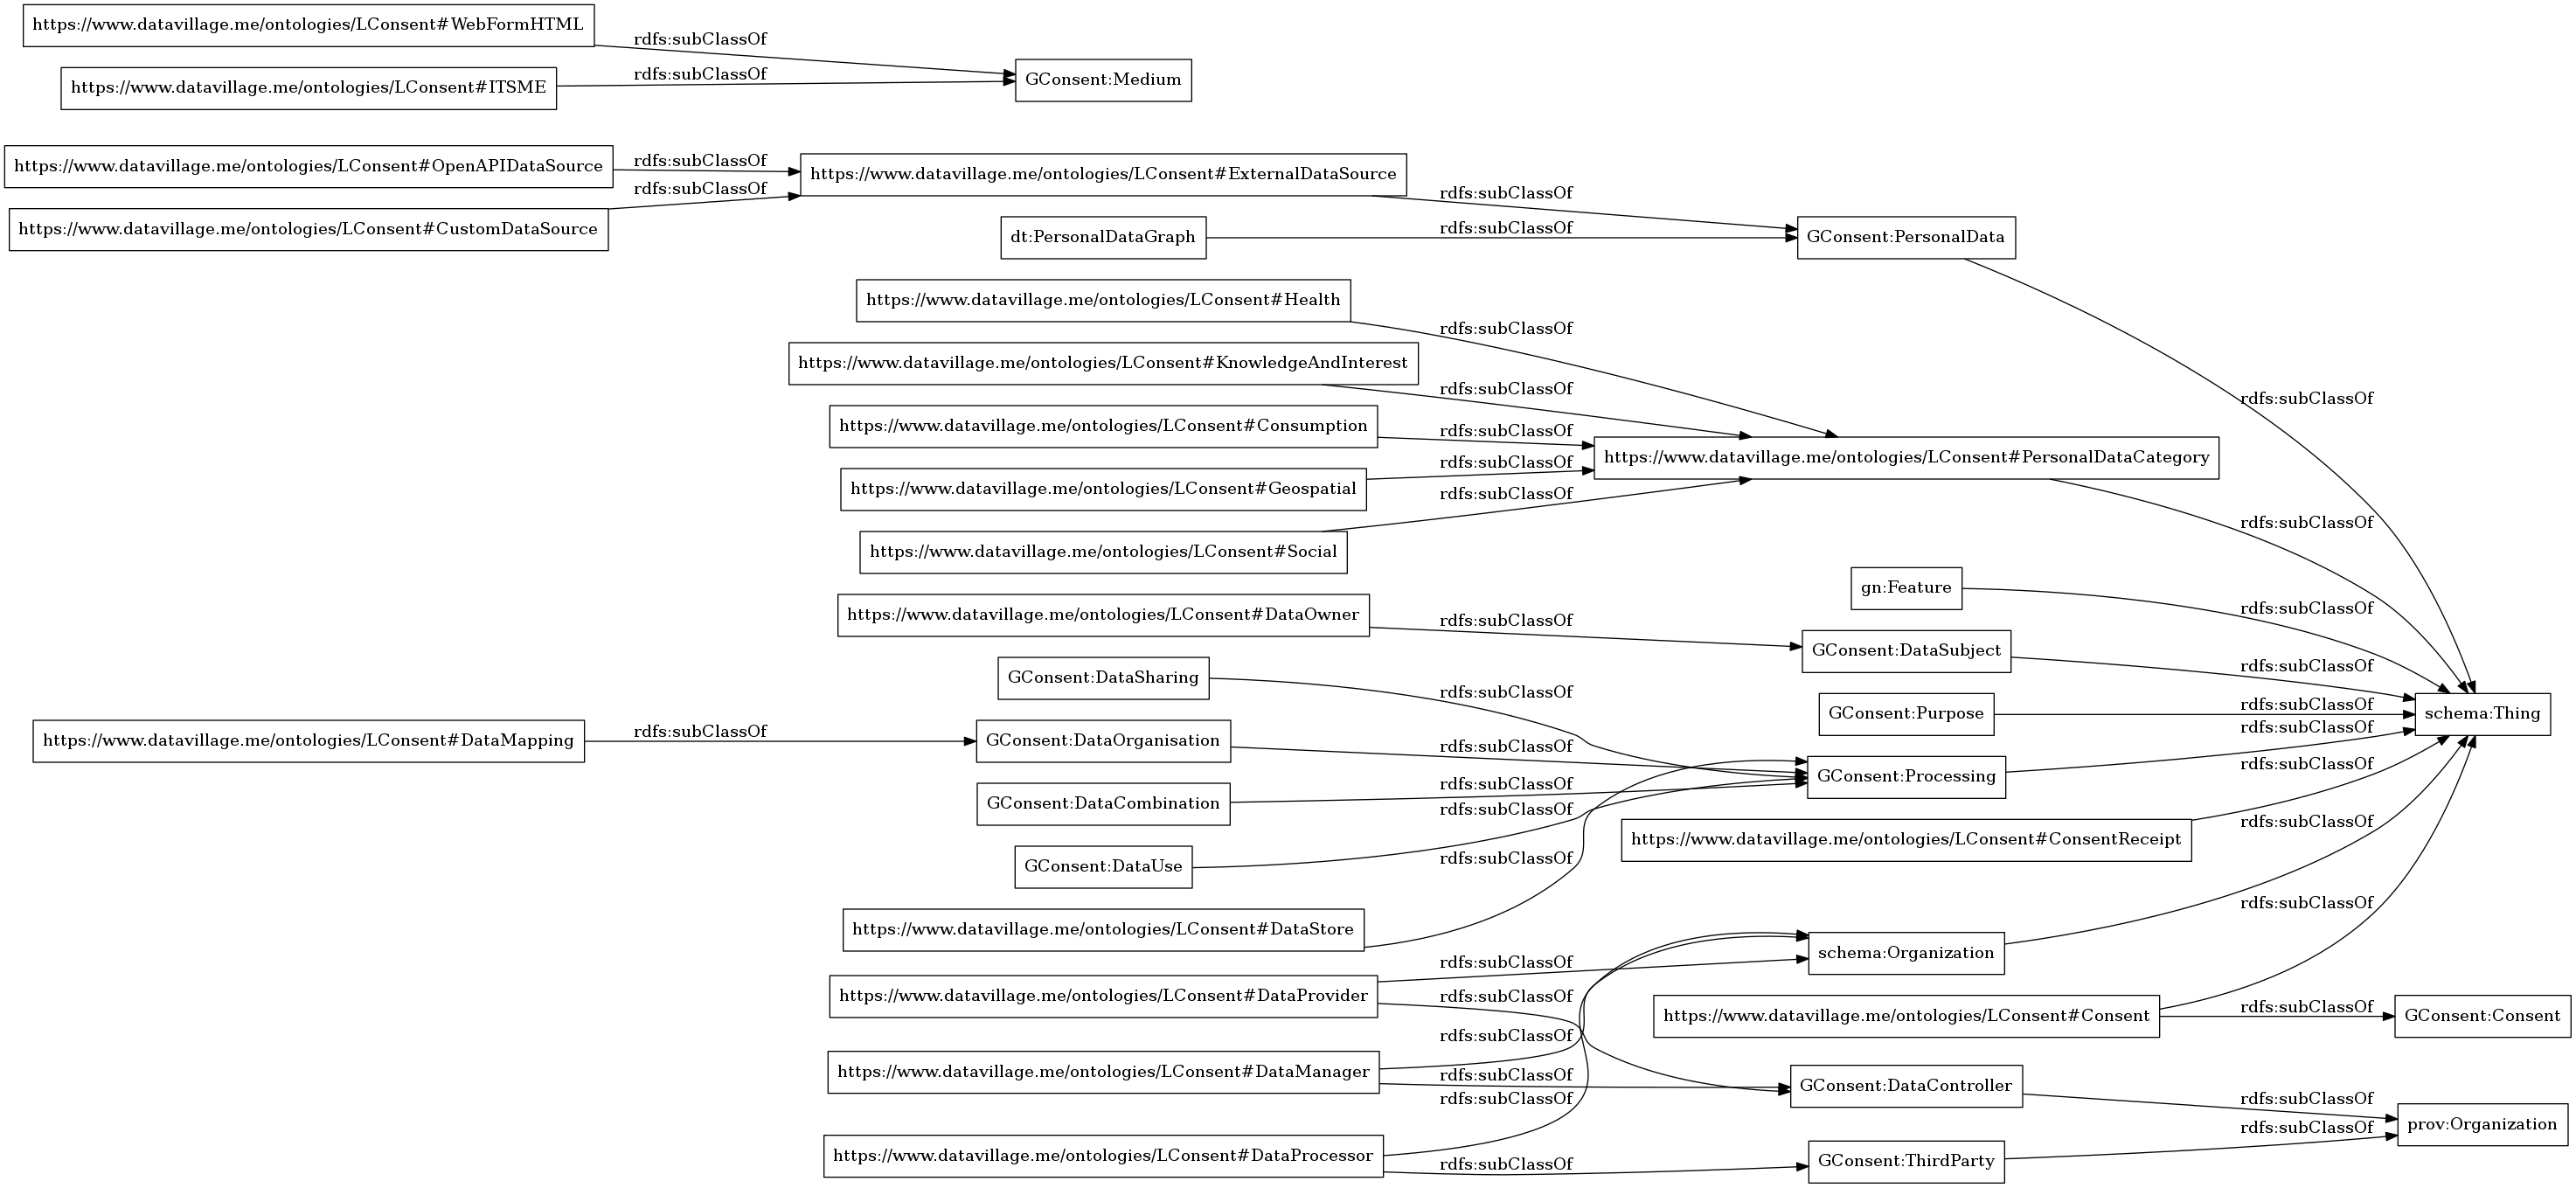 https://www.datavillage.me/ontologies/LConsent#WebFormHTML
rdfs:subClassOf
https://www.datavillage.me/ontologies/LConsent#ITSME
rdfs:subClassOf
GConsent:Medium
https://www.datavillage.me/ontologies/LConsent#OpenAPIDataSource
rdfs:subClassOf
https://www.datavillage.me/ontologies/LConsent#CustomDataSource
rdfs:subClassOf
https://www.datavillage.me/ontologies/LConsent#ExternalDataSource
rdfs:subClassOf
dt:PersonalDataGraph
rdfs:subClassOf
GConsent:PersonalData
rdfs:subClassOf
https://www.datavillage.me/ontologies/LConsent#Health
rdfs:subClassOf
https://www.datavillage.me/ontologies/LConsent#KnowledgeAndInterest
rdfs:subClassOf
https://www.datavillage.me/ontologies/LConsent#Consumption
rdfs:subClassOf
https://www.datavillage.me/ontologies/LConsent#Geospatial
rdfs:subClassOf
https://www.datavillage.me/ontologies/LConsent#Social
rdfs:subClassOf
https://www.datavillage.me/ontologies/LConsent#PersonalDataCategory
rdfs:subClassOf
gn:Feature
rdfs:subClassOf
https://www.datavillage.me/ontologies/LConsent#DataOwner
rdfs:subClassOf
GConsent:DataSubject
rdfs:subClassOf
GConsent:Purpose
rdfs:subClassOf
schema:Thing
GConsent:DataSharing
rdfs:subClassOf
https://www.datavillage.me/ontologies/LConsent#DataMapping
rdfs:subClassOf
GConsent:DataOrganisation
rdfs:subClassOf
GConsent:DataCombination
rdfs:subClassOf
GConsent:DataUse
rdfs:subClassOf
https://www.datavillage.me/ontologies/LConsent#DataStore
rdfs:subClassOf
GConsent:Processing
rdfs:subClassOf
https://www.datavillage.me/ontologies/LConsent#ConsentReceipt
rdfs:subClassOf
https://www.datavillage.me/ontologies/LConsent#DataProvider
rdfs:subClassOf
rdfs:subClassOf
schema:Organization
rdfs:subClassOf
https://www.datavillage.me/ontologies/LConsent#Consent
rdfs:subClassOf
rdfs:subClassOf
GConsent:Consent
https://www.datavillage.me/ontologies/LConsent#DataManager
rdfs:subClassOf
rdfs:subClassOf
GConsent:DataController
rdfs:subClassOf
https://www.datavillage.me/ontologies/LConsent#DataProcessor
rdfs:subClassOf
rdfs:subClassOf
GConsent:ThirdParty
rdfs:subClassOf
prov:Organization